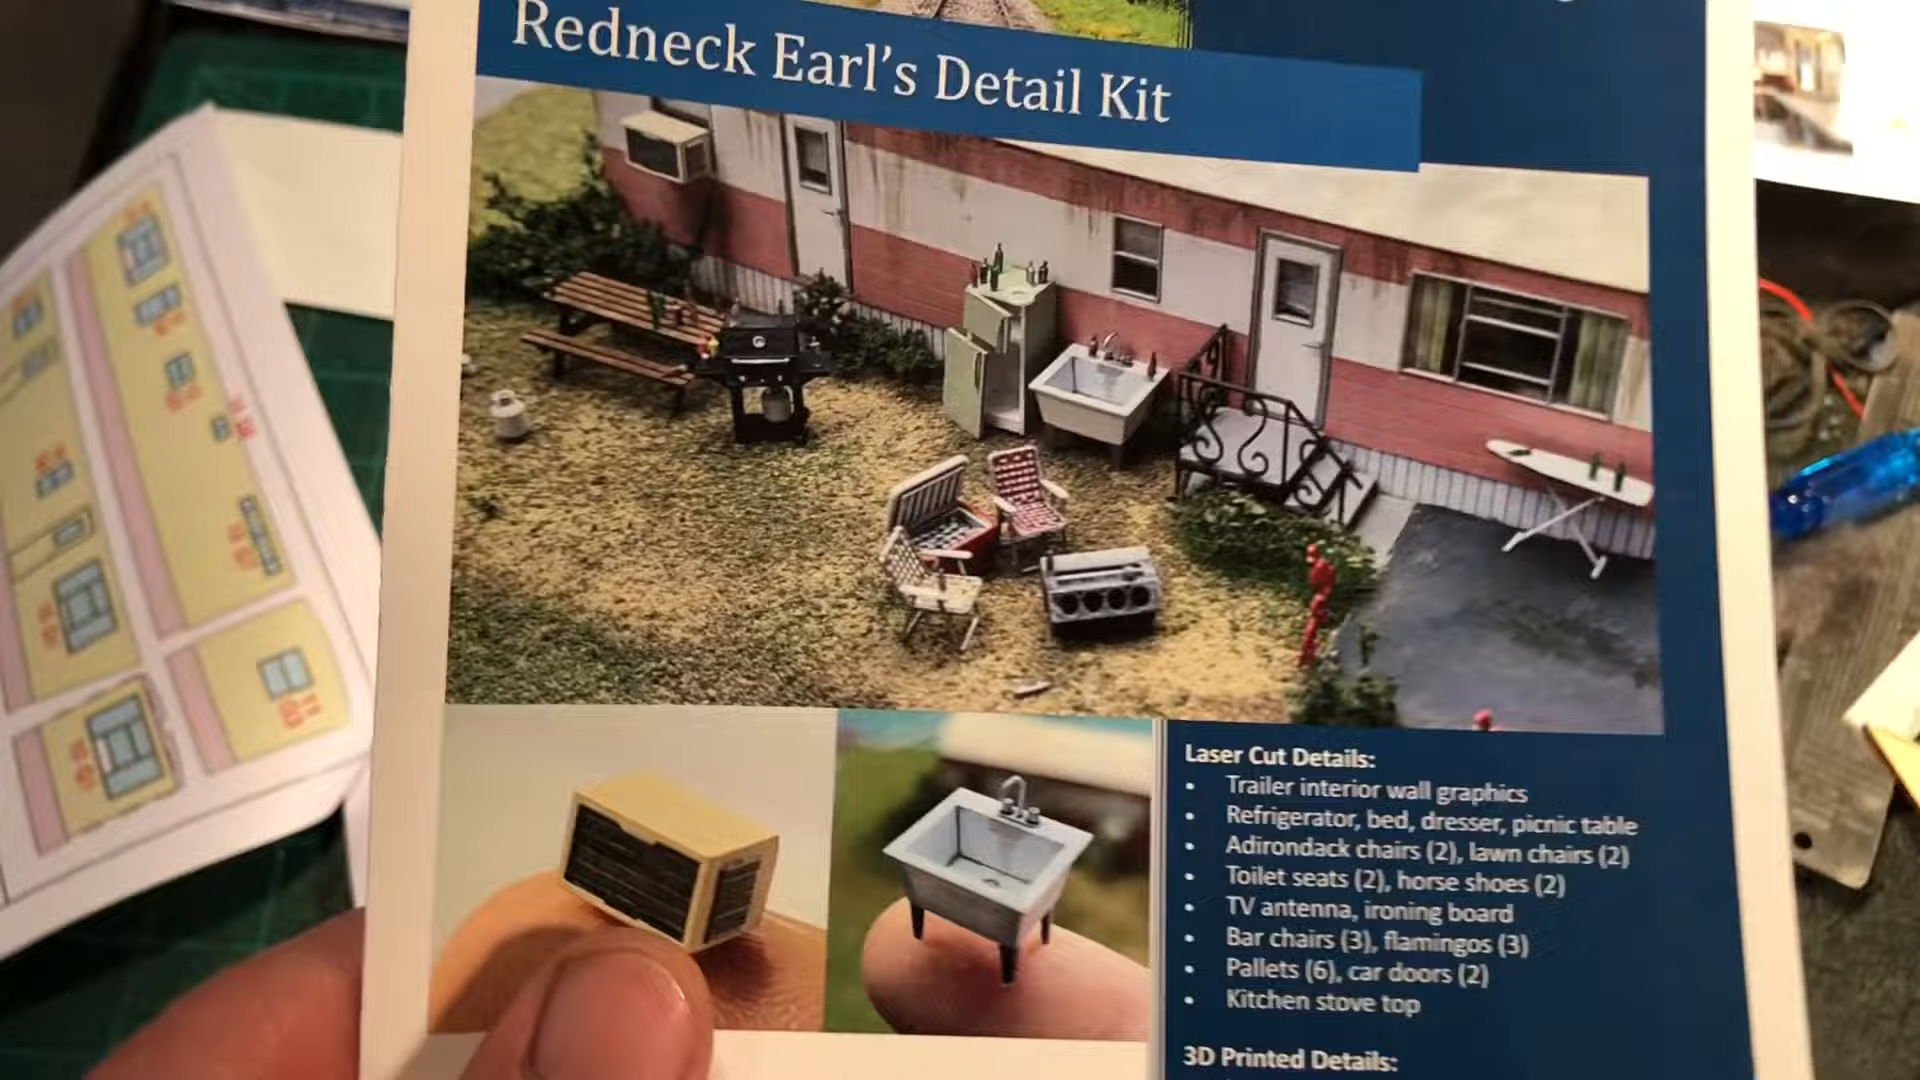 Redneck Earl's Detail Kit
Laser Cut Details:
• Trailer interior wall graphics
• Refrigerator, bed, dresser, picnic table
• Adirondack chairs (2), lawn chairs (2)
• Toilet seats (2), horse shoes (2)
• TV antenna, ironing board
• Bar chairs (3), flamingos (3)
• Pallets (6), car doors (2)
• Kitchen stove top
3D Printed Details: